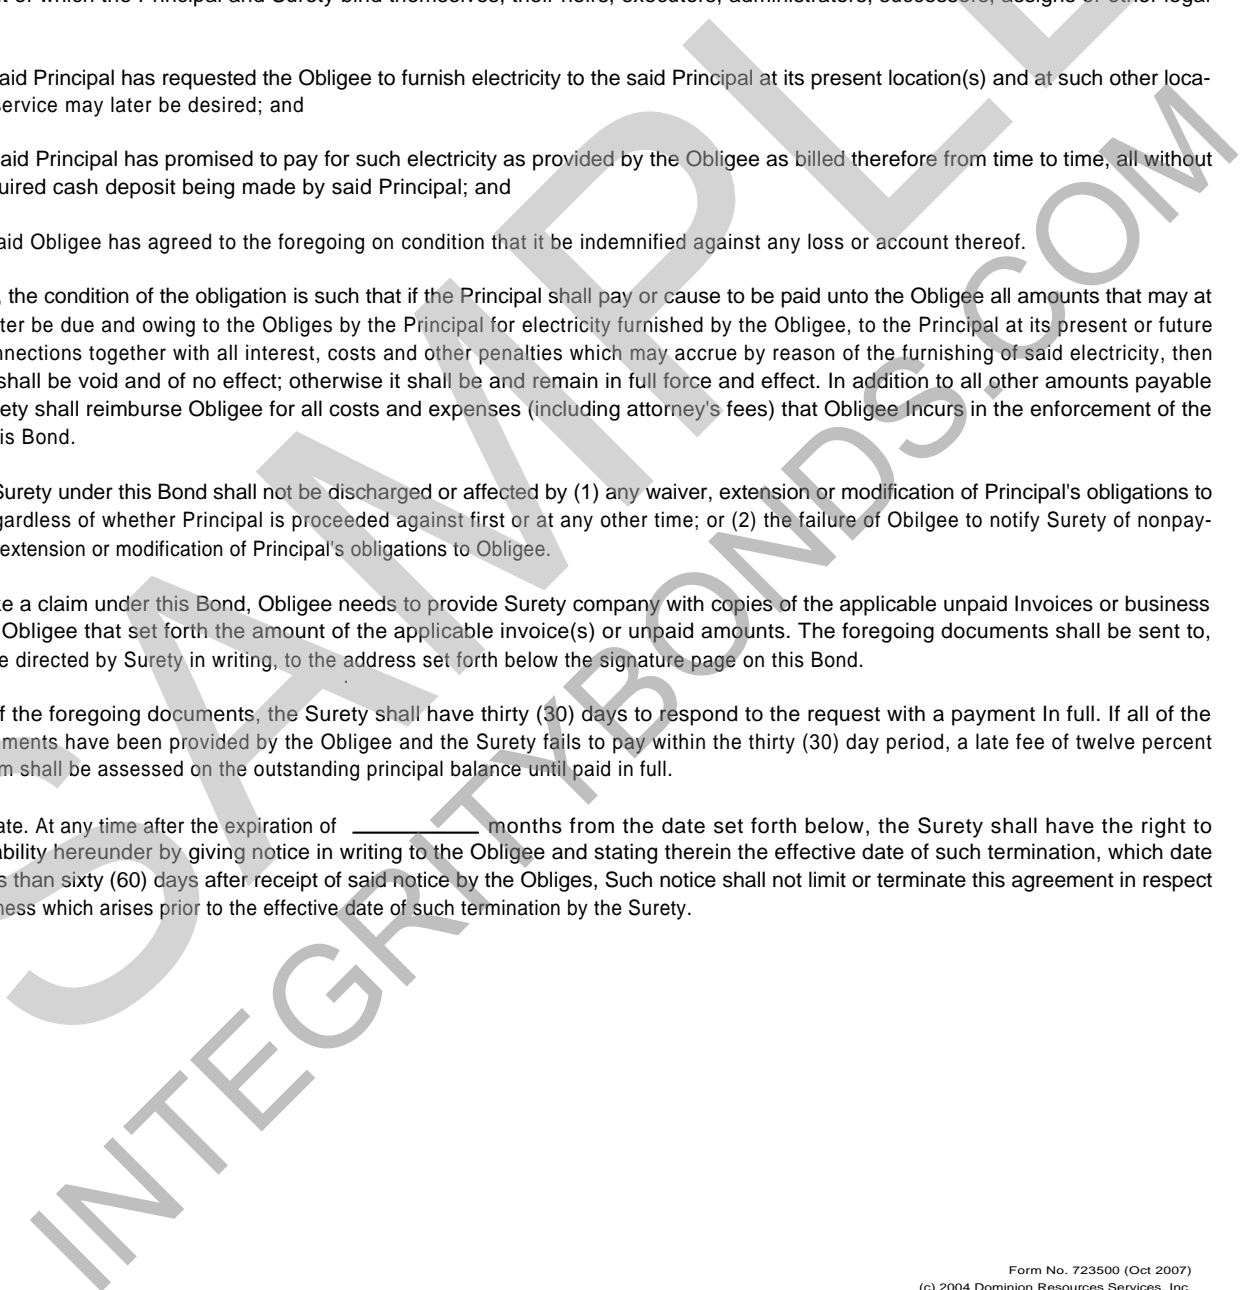 aid Principal has requested the Obligee to furnish electricity to the said Principal at its present location(s) and at such other loca-
service may later be desired; and
aid Principal has promised to pay for such electricity as provided by the Obligee as billed therefore from time to time, all without
uired cash deposit being made by said Principal; and
aid Obligee has agreed to the foregoing on condition that it be indemnified against any loss or account thereof.
, the condition of the obligation is such that if the Principal shall pay or cause to be paid unto the Obligee all amounts that may at
ter be due and owing to the Obliges by the Principal for electricity furnished by the Obligee, to the Principal at its present or future
nnections together with all interest, costs and other penalties which may accrue by reason of the furnishing of said electricity, then
shall be void and of no effect; otherwise it shall be and remain in full force and effect. In addition to all other amounts payable
ety shall reimburse Obligee for all costs and expenses (including attorney's fees) that Obligee Incurs in the enforcement of the
is Bond.
Surety under this Bond shall not be discharged or affected by (1) any waiver, extension or modification of Principal's obligations to
gardless of whether Principal is proceeded against first or at any other time; or (2) the failure of Obilgee to notify Surety of nonpay-
extension or modification of Principal's obligations to Obligee.
ke a claim under this Bond, Obligee needs to provide Surety company with copies of the applicable unpaid Invoices or business
Obligee that set forth the amount of the applicable invoice(s) or unpaid amounts. The foregoing documents shall be sent to,
e directed by Surety in writing, to the address set forth below the signature page on this Bond.
f the foregoing documents, the Surety shall have thirty (30) days to respond to the request with a payment In full. If all of the
ments have been provided by the Obligee and the Surety fails to pay within the thirty (30) day period, a late fee of twelve percent
m shall be assessed on the outstanding principal balance until paid in full.
ate. At any time after the expiration of ____________ months from the date set forth below, the Surety shall have the right to
ability hereunder by giving notice in writing to the Obligee and stating therein the effective date of such termination, which date
s than sixty (60) days after receipt of said notice by the Obliges, Such notice shall not limit or terminate this agreement in respect
ness which arises prior to the effective date of such termination by the Surety.
SAMPLE
INTEGRITYBONDS.COM
Form No. 723500 (Oct 2007)
(c) 2004 Dominion Resources Services, Inc.